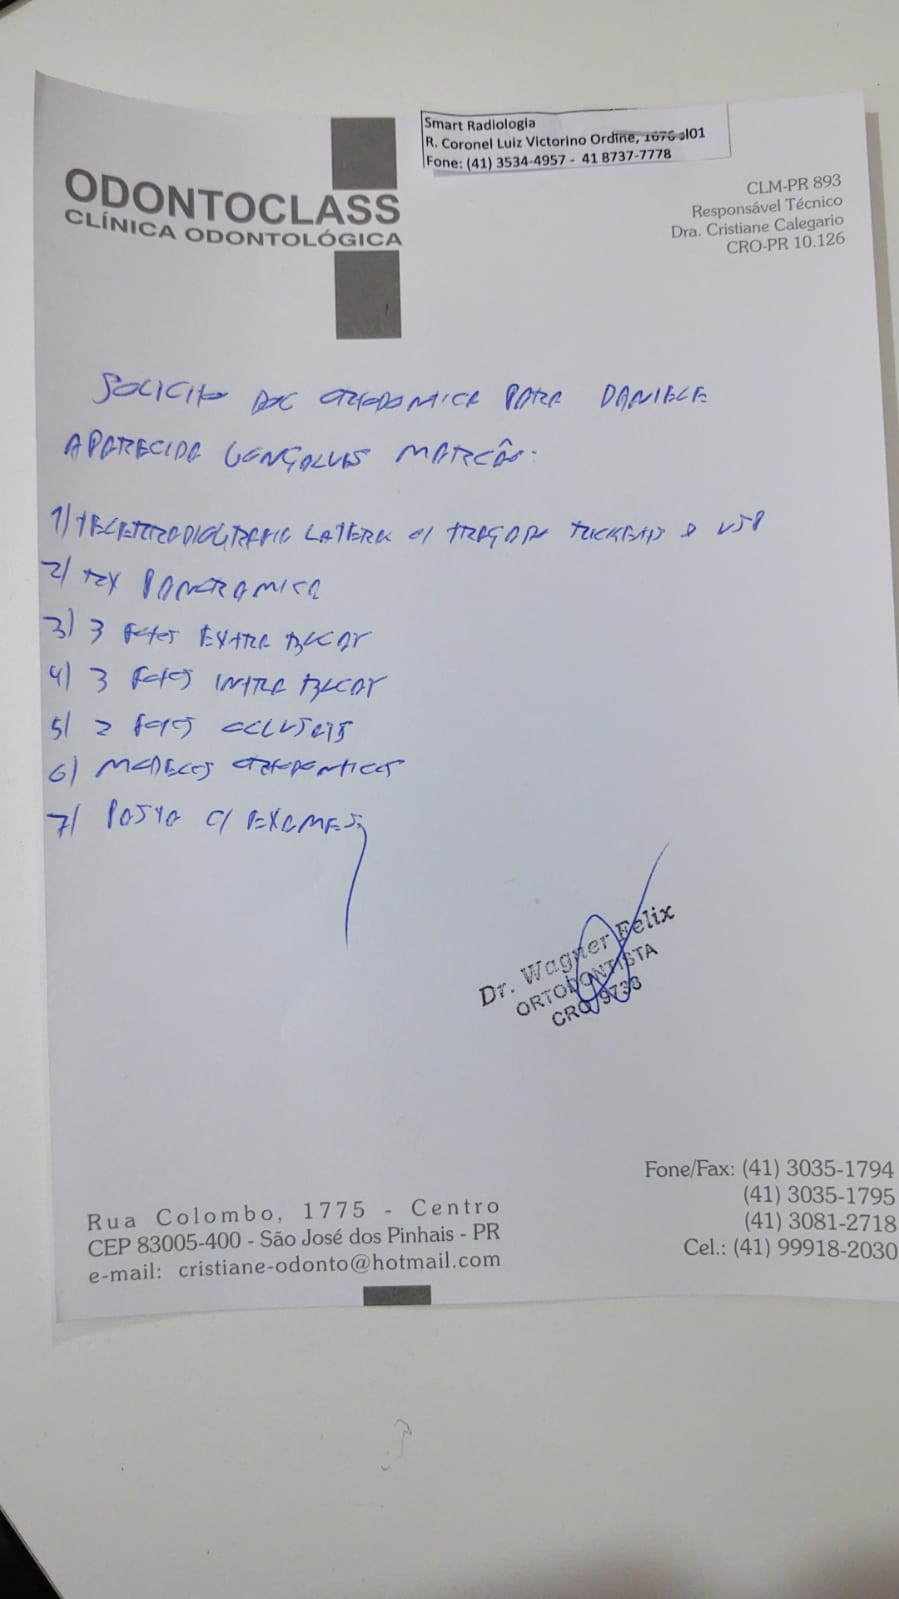 Smart Radiologia
R. Coronel Luiz Victorino Ordine, 1676 sl01
Fone: (41) 3534-4957 - 41 8737-7778
ODONTOCLASS
CLÍNICA ODONTOLÓGICA
CLM-PR 893
Responsável Técnico
Dra. Cristiane Calegario
CRO-PR 10.126
SOLICITO DOC ORTODONTICA PARA DANIELE
APARECIDA GONÇALVES MARCÃO.
1) TELERRADIOGRAFIA LATERAL C/ TRAÇADO USP
2) RX PANORAMICA
3) 3 FOTOS EXTRA BUCAL
4) 3 FOTOS INTRA BUCAL
5) 2 FOTOS OCLUSAIS
6) MODELOS ORTODONTICOS
7) PASTA C/ EXAMES
Dr. Wagner Felix
ORTODONTISTA
CRO 9738
Rua Colombo, 1775 - Centro
CEP 83005-400 - São José dos Pinhais - PR
e-mail: cristiane-odonto@hotmail.com
Fone/Fax: (41) 3035-1794
(41) 3035-1795
(41) 3081-2718
Cel.: (41) 99918-2030